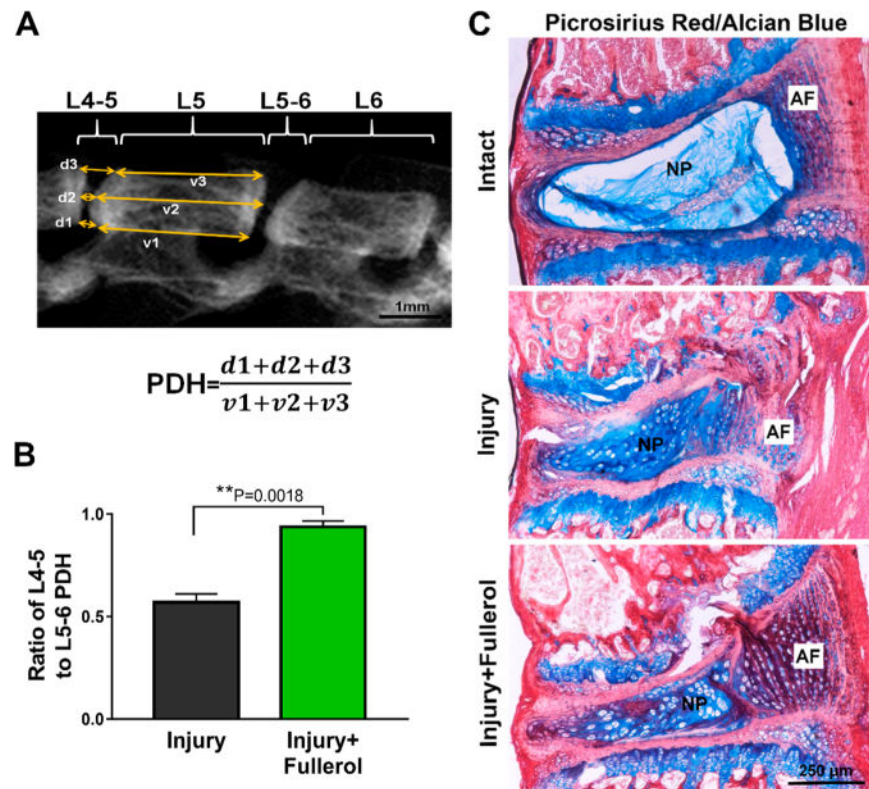 A
L4-5 L5 L5-6 L6
d3
d2
d1
v3
v2
v1
1mm
PDH=
d1+d2+d3
v1+v2+v3
B
Ratio of L4-5
to L5-6 PDH
**P=0.0018
1.0
0.5
0.0
Injury
Injury+
Fullerol
C
Picrosirius Red/Alcian Blue
Intact
AF
NP
Injury
NP
AF
Injury+Fullerol
AF
NP
250 μm